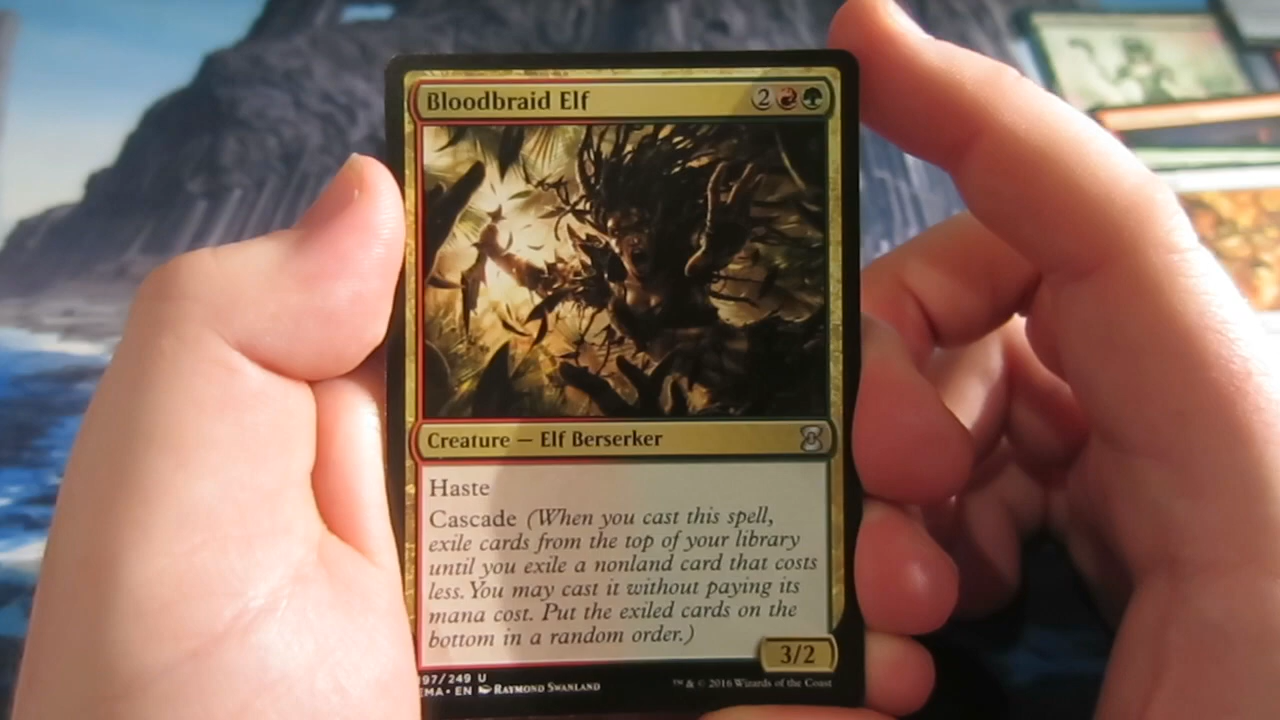 Bloodbraid Elf 2
Creature — Elf Berserker
Haste
Cascade (When you cast this spell,
exile cards from the top of your library
until you exile a nonland card that costs
less. You may cast it without paying its
mana cost. Put the exiled cards on the
bottom in a random order.)
3/2
97/249 U
EMA • EN Raymond Swanland
™ & © 2016 Wizards of the Coast